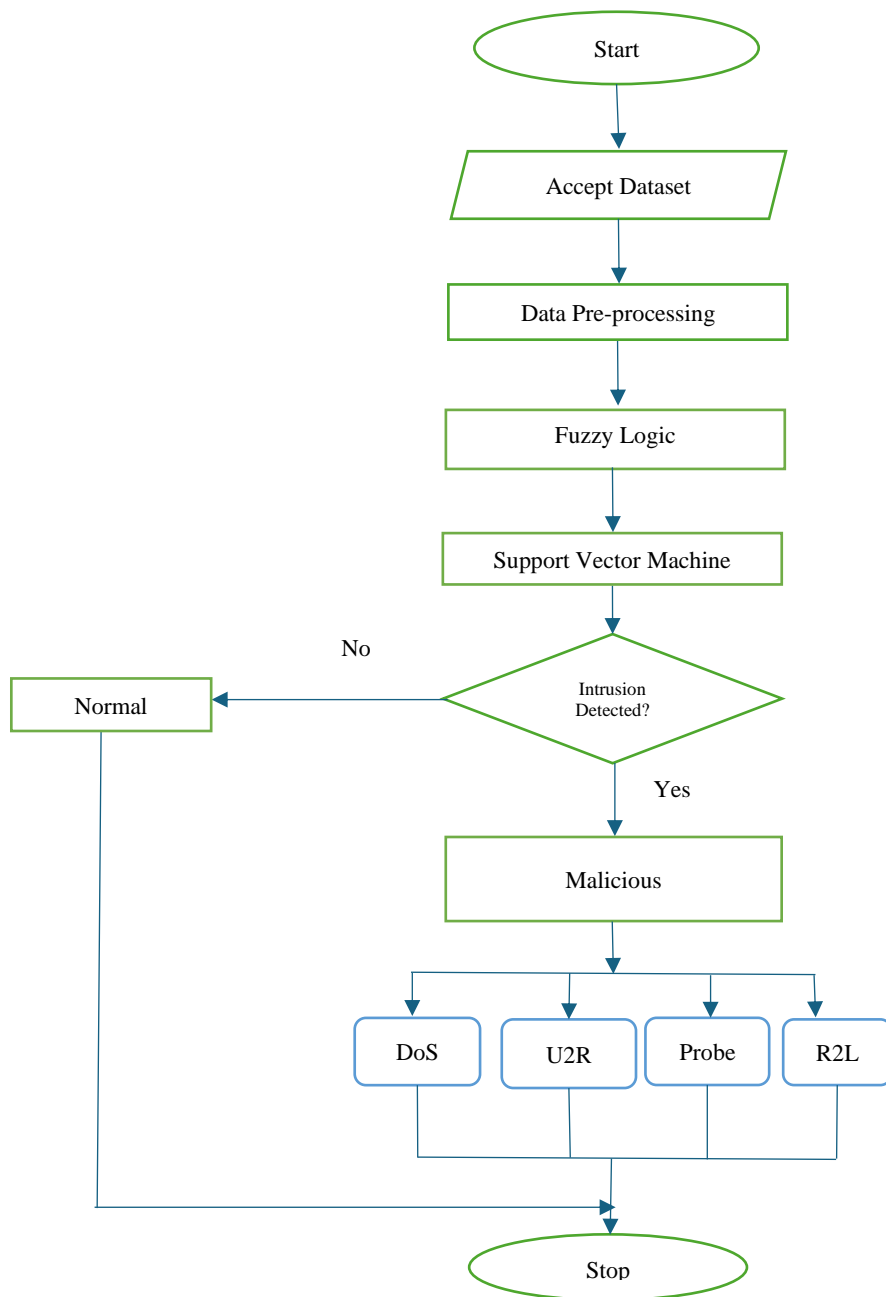 Start
Accept Dataset
Data Pre-processing
Fuzzy Logic
Support Vector Machine
No
Normal
Intrusion
Detected?
Yes
Malicious
DoS
U2R
Probe
R2L
Stop